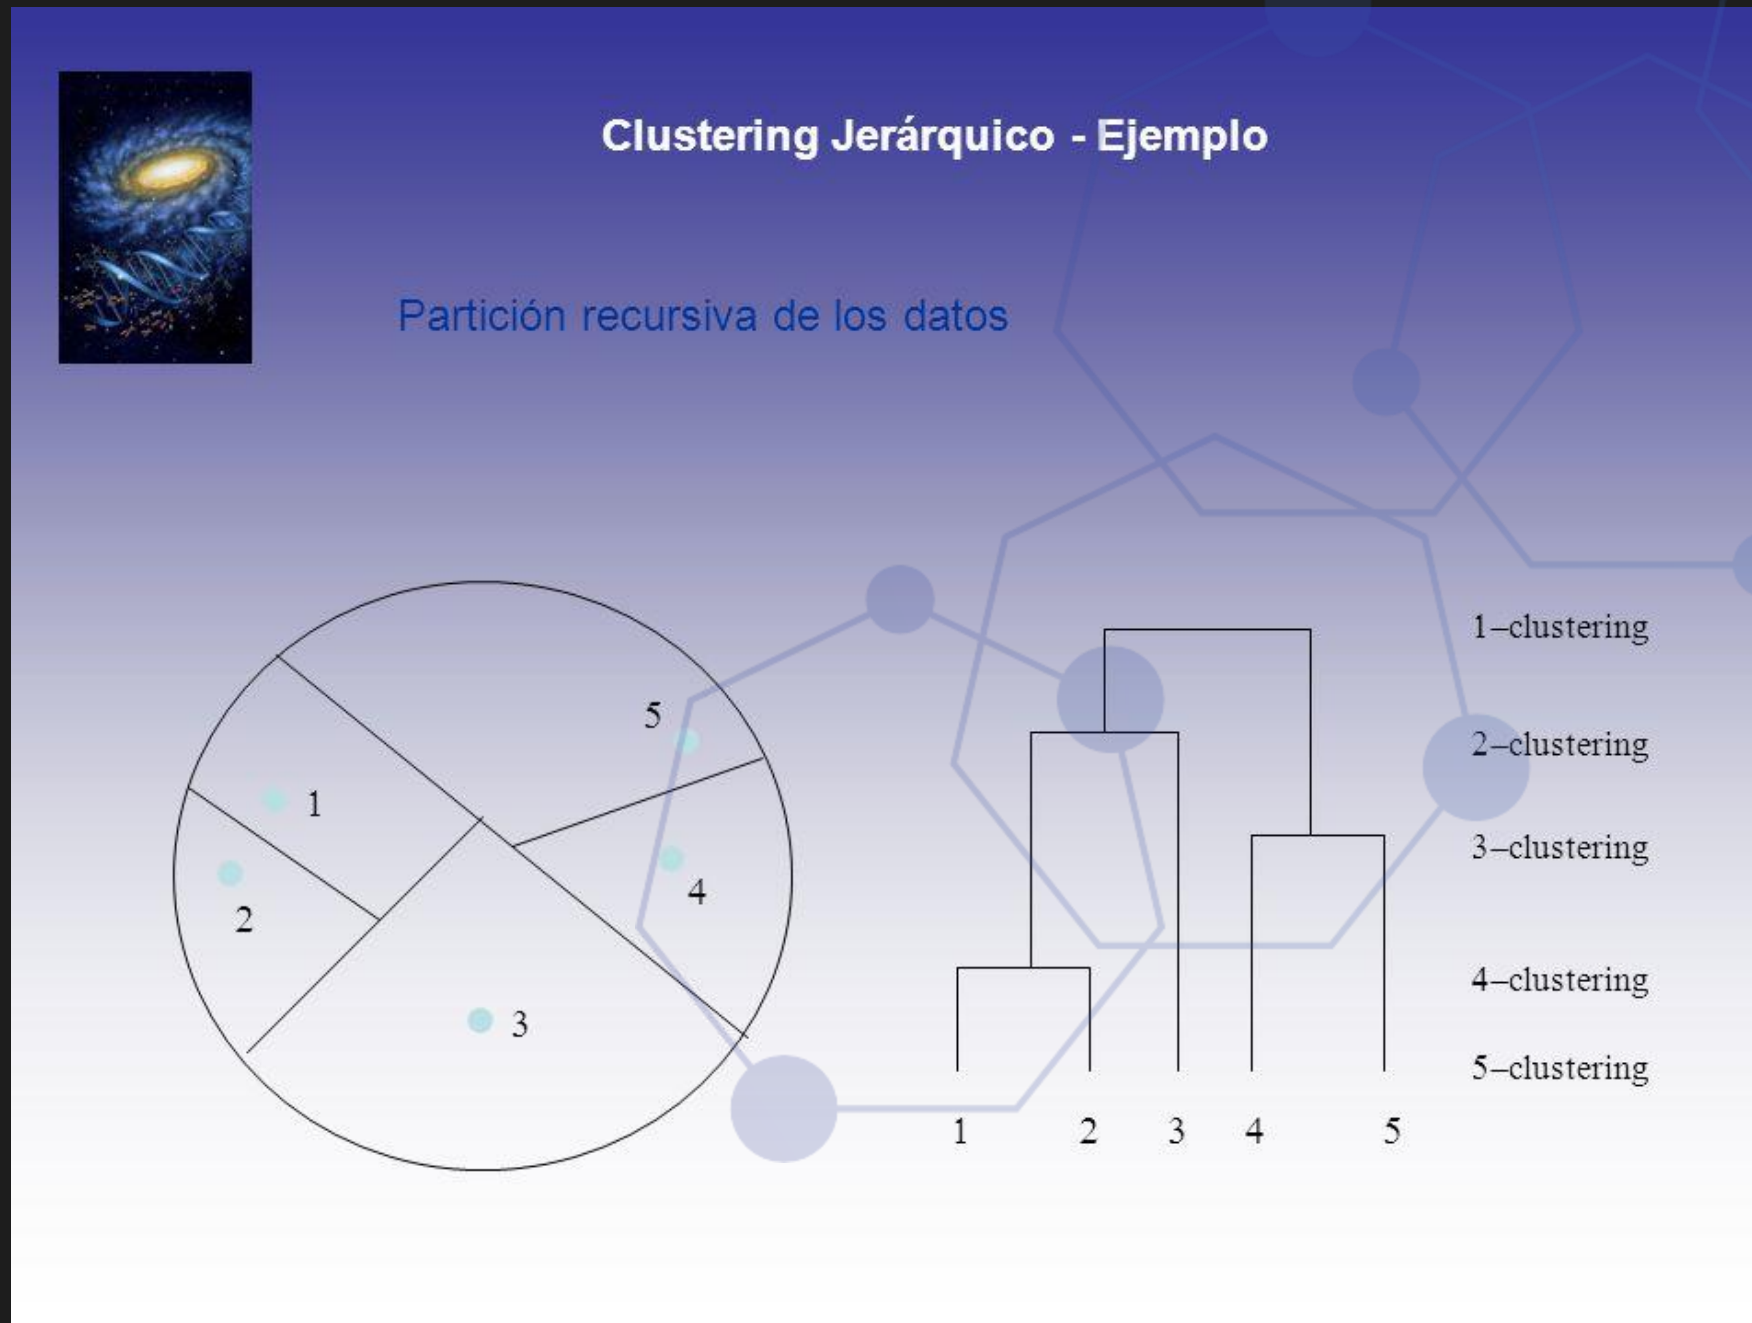 Clustering Jerárquico - Ejemplo
Partición recursiva de los datos
5
1
4
2
3
1–clustering
2–clustering
3–clustering
4–clustering
5–clustering
1 2 3 4 5